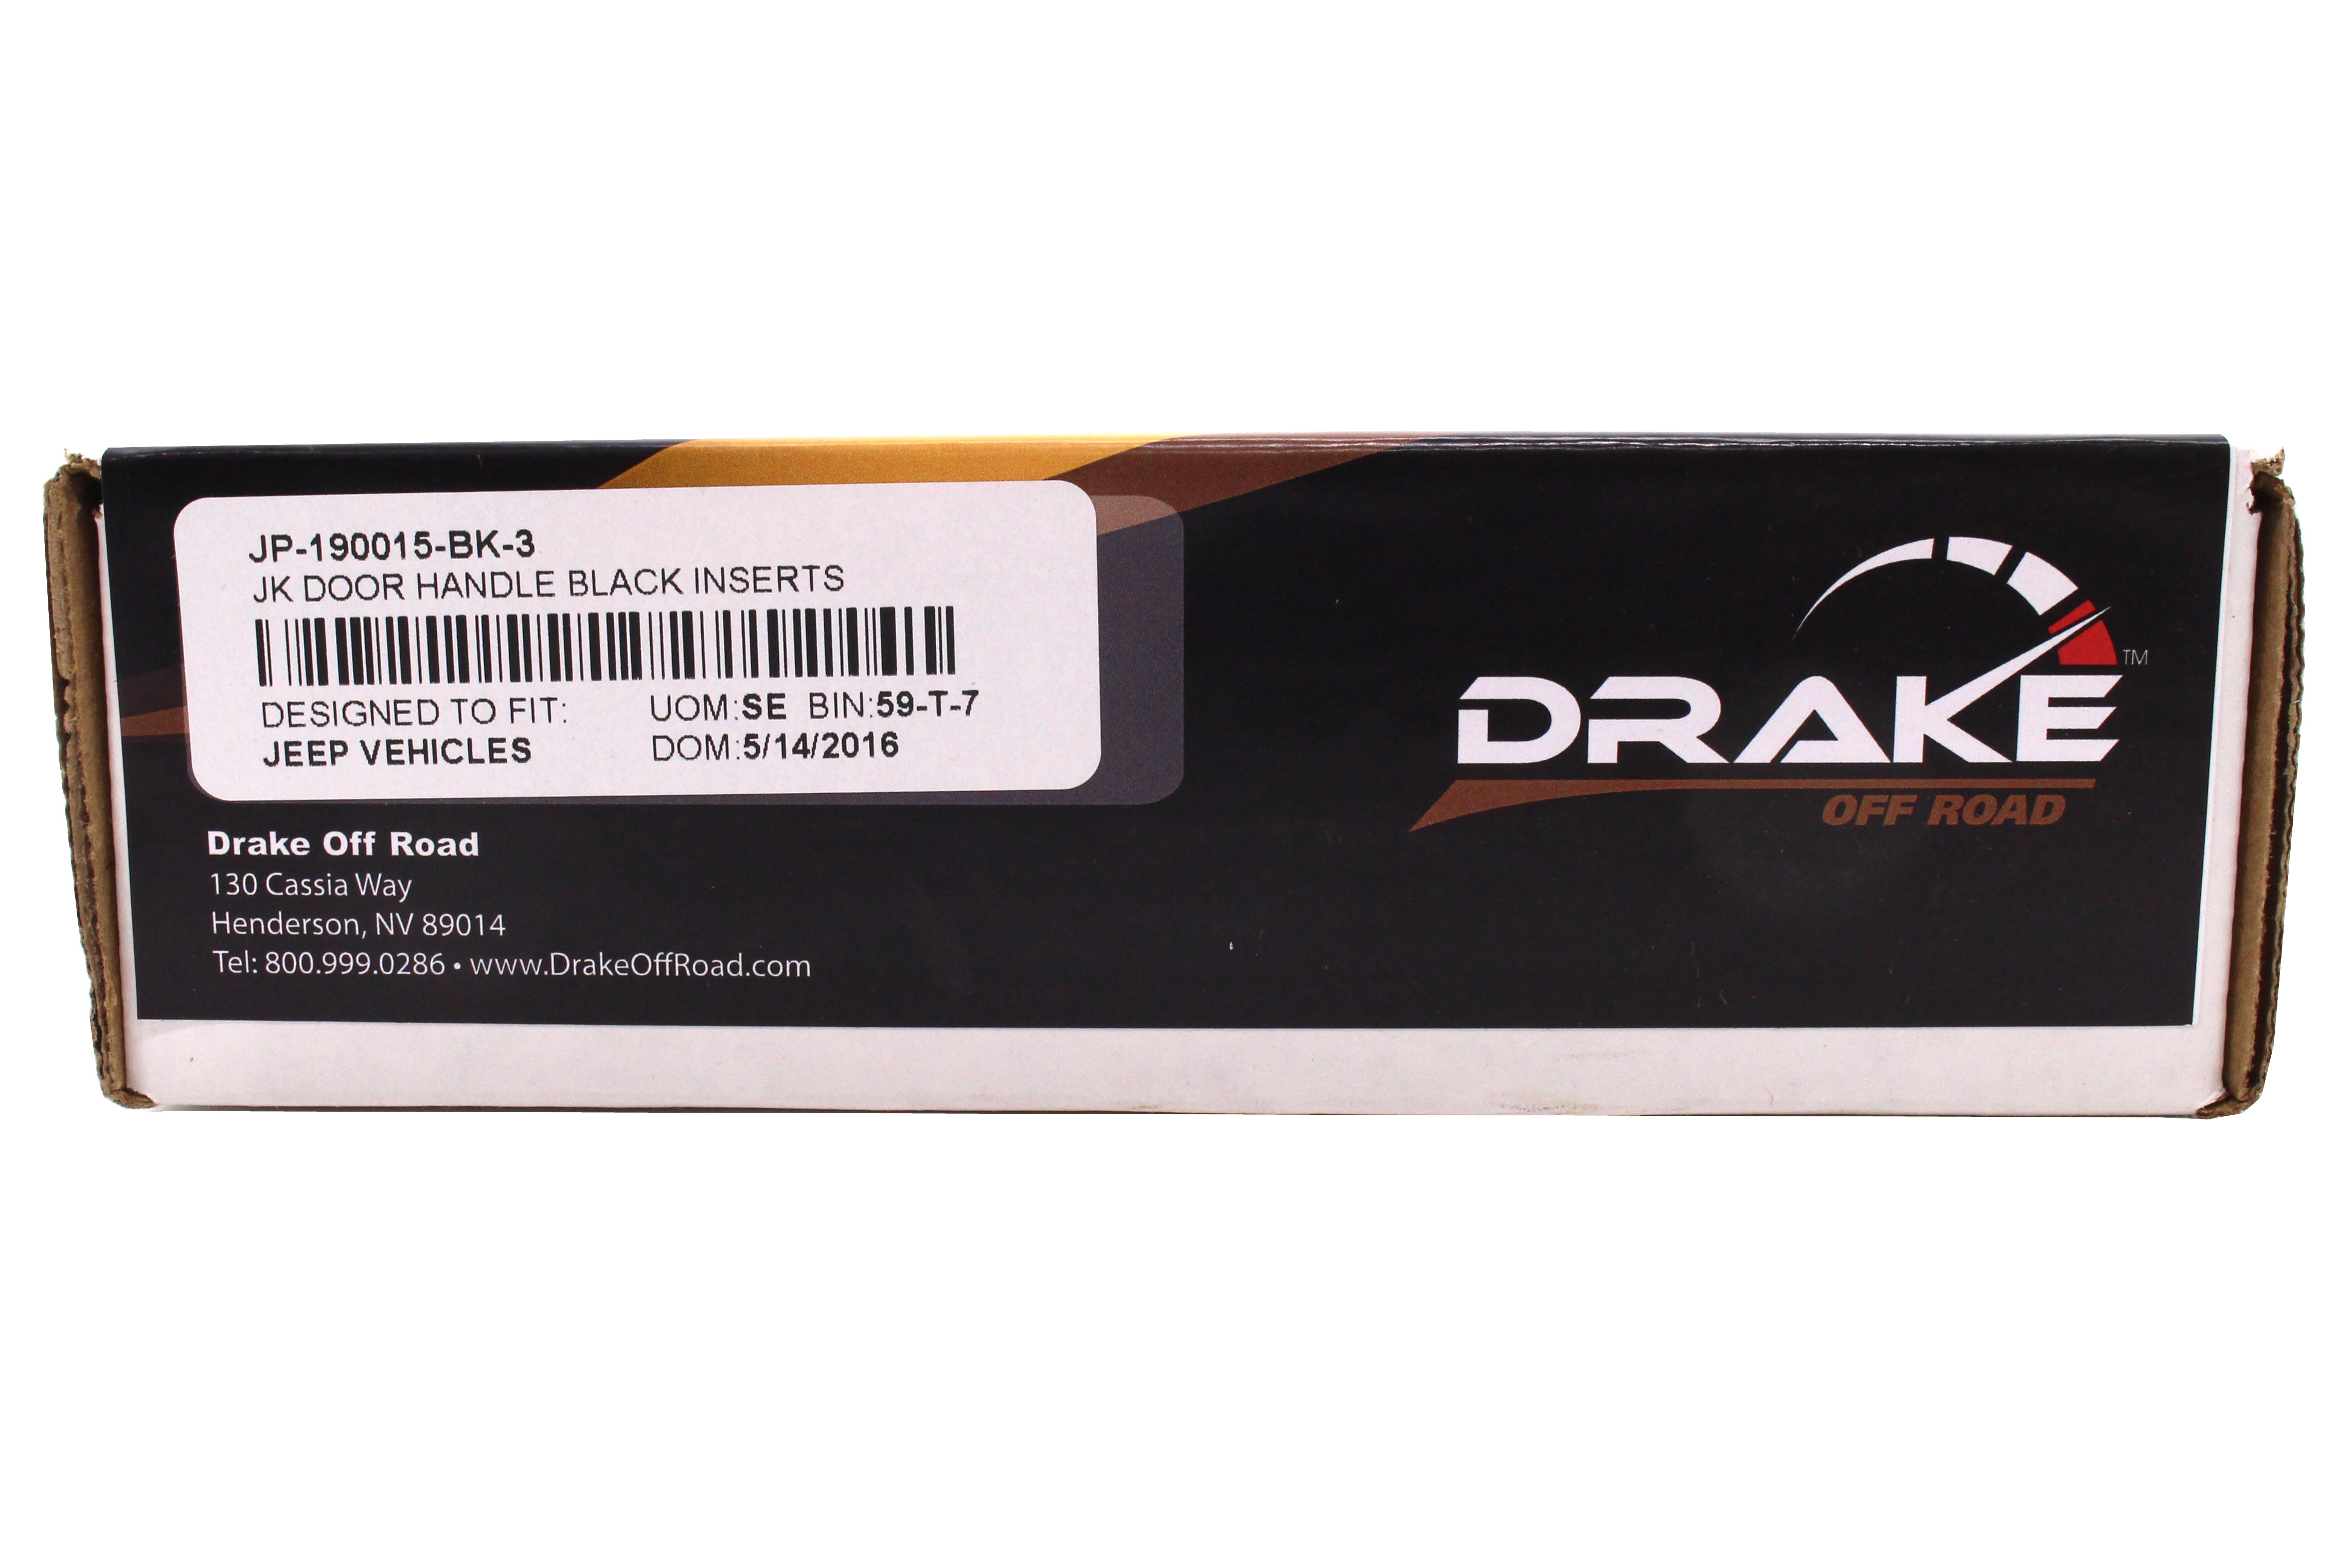 JP-190015-BK-3
JK DOOR HANDLE BLACK INSERTS
DESIGNED TO FIT: UOM:SE BIN:59-T-7
JEEP VEHICLES DOM:5/14/2016
Drake Off Road
130 Cassia Way
Henderson, NV 89014
Tel: 800.999.0286 • www.DrakeOffRoad.com
DRAKE™
OFF ROAD